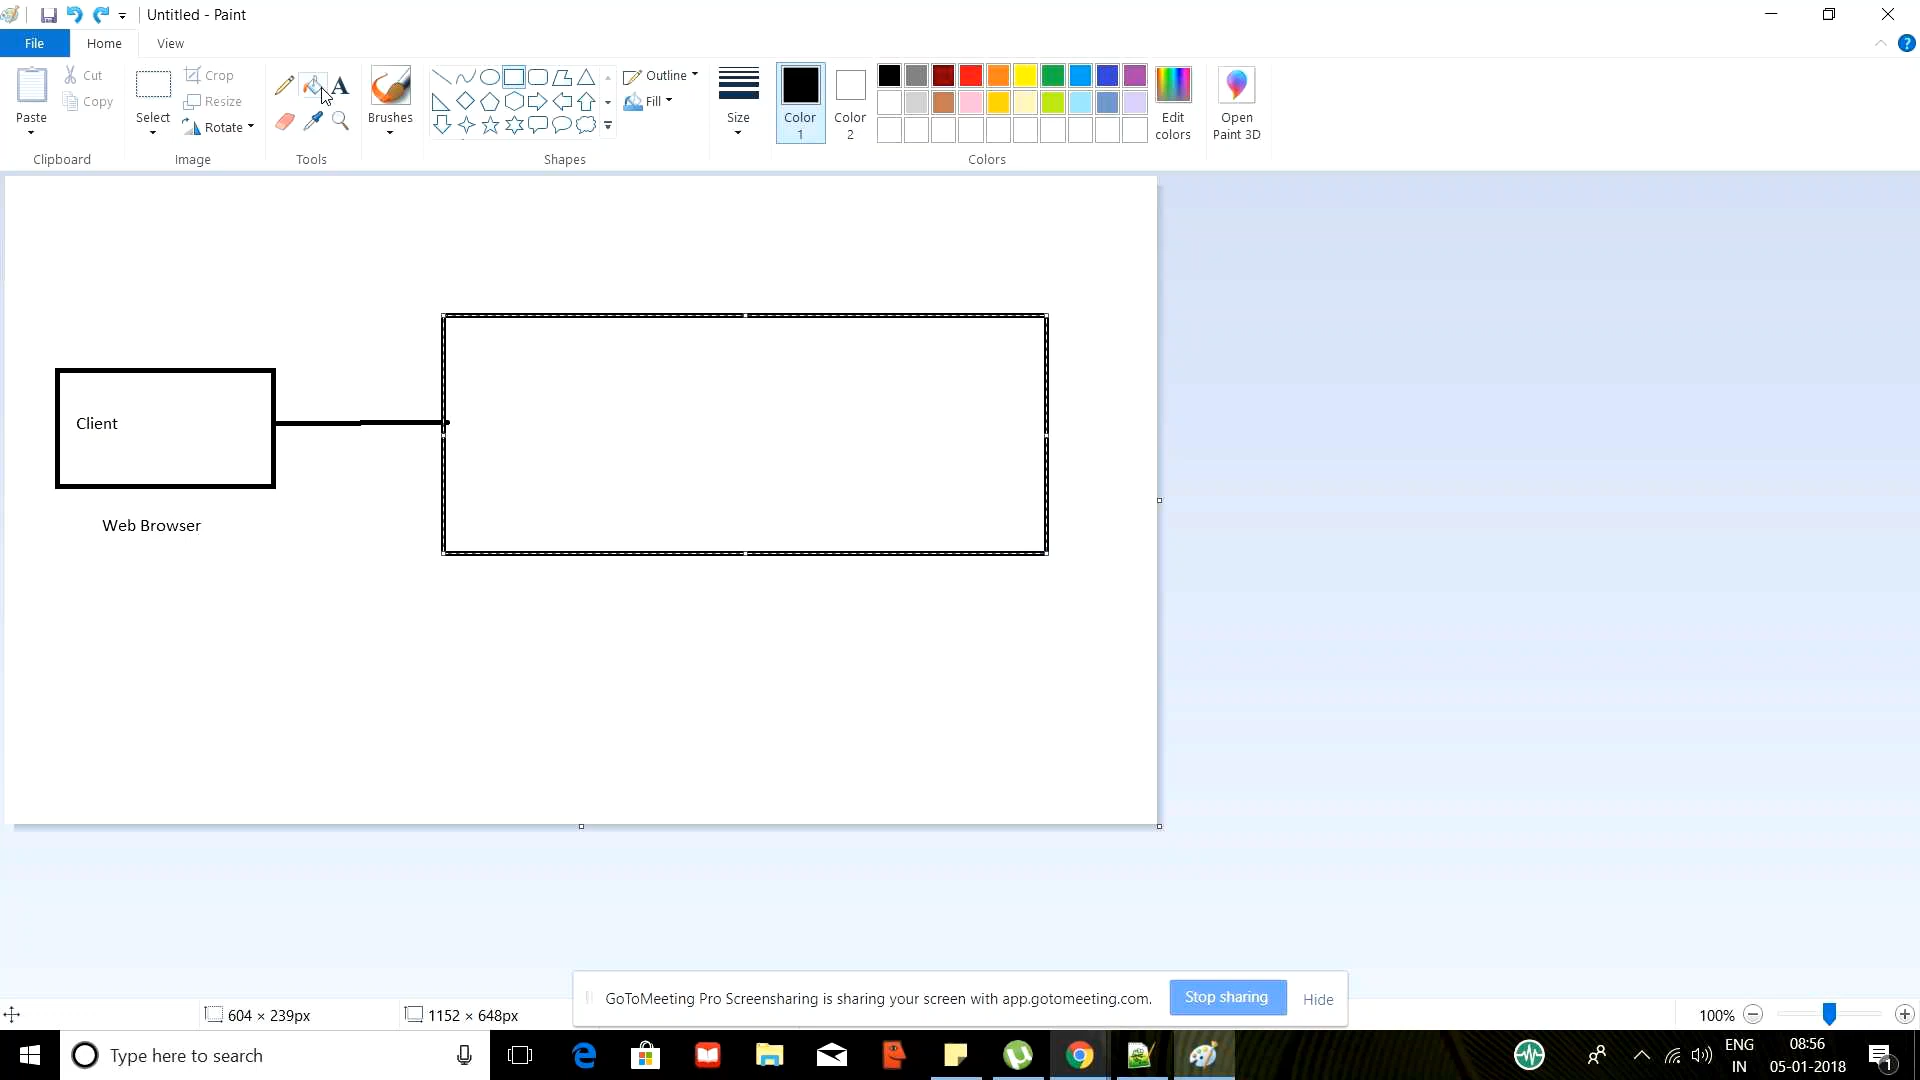 Untitled - Paint
File Home View
Paste
Cut
Copy
Clipboard
Select
Crop
Resize
Rotate
Image
A
Tools
Brushes
Outline
Fill
Shapes
Size
Color 1
Color 2
Edit colors
Colors
Open Paint 3D
Client
Web Browser
GoToMeeting Pro Screensharing is sharing your screen with app.gotomeeting.com. Stop sharing Hide
604 × 239px 1152 × 648px 100%
Type here to search
ENG IN
08:56
05-01-2018
1